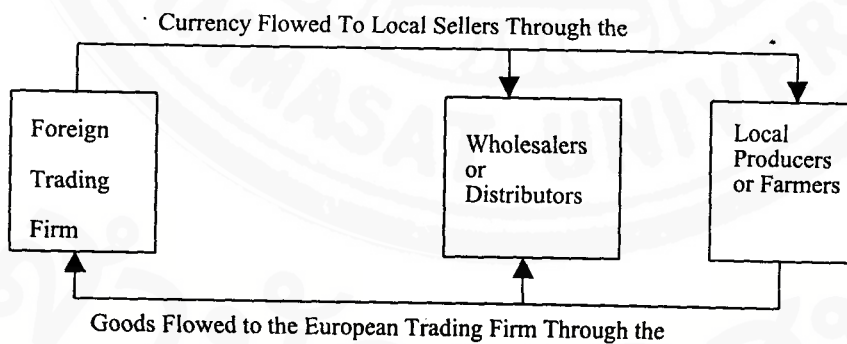 Currency Flowed To Local Sellers Through the
Foreign
Trading
Firm
Wholesalers
or
Distributors
Local
Producers
or Farmers
Goods Flowed to the European Trading Firm Through the